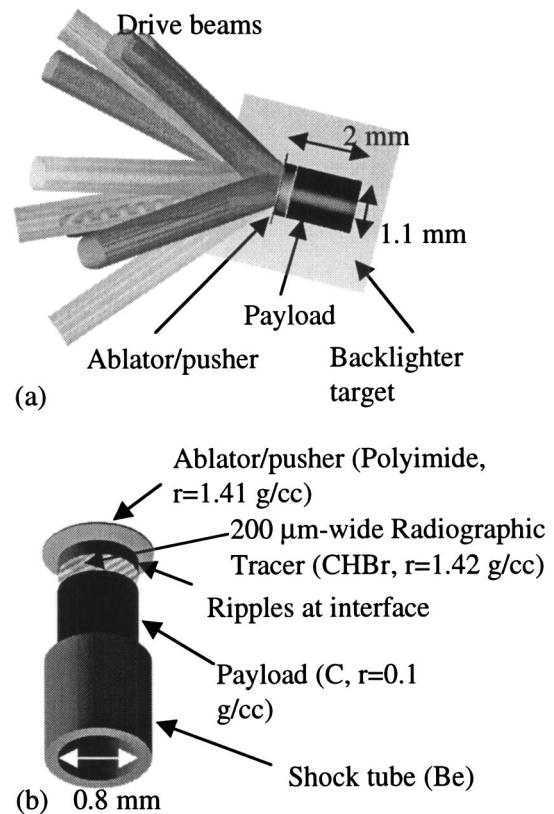 Drive beams
2 mm
1.1 mm
Payload
Ablator/pusher
Backlighter
target
(a)
Ablator/pusher (Polyimide,
r=1.41 g/cc)
200 μm-wide Radiographic
Tracer (CHBr, r=1.42 g/cc)
Ripples at interface
Payload (C, r=0.1
g/cc)
Shock tube (Be)
(b) 0.8 mm